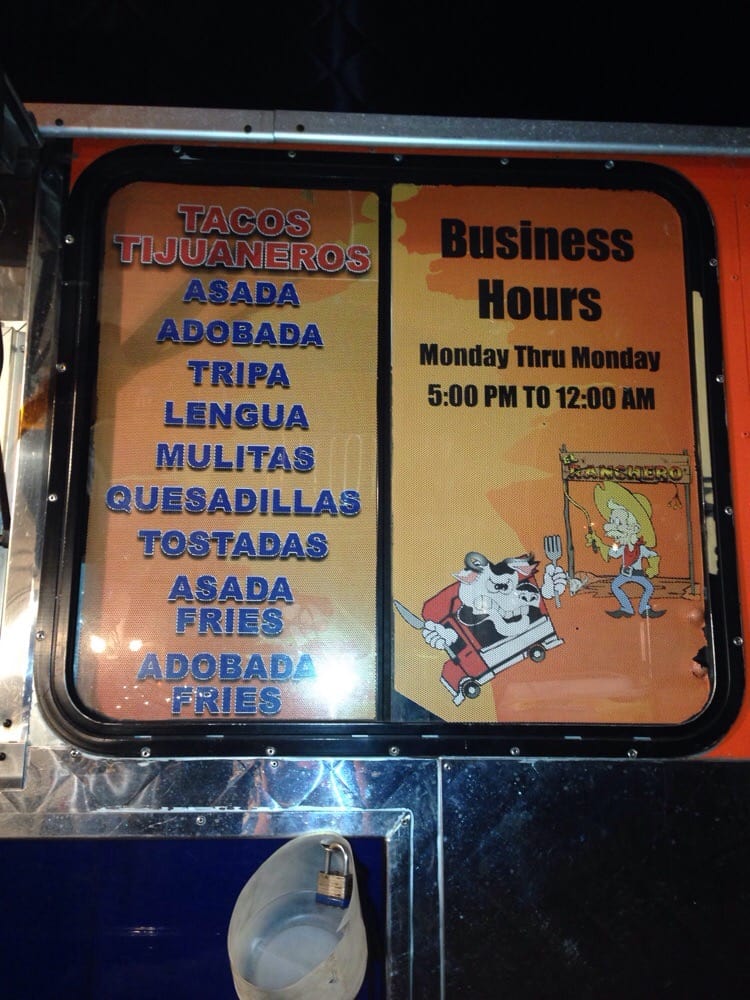 TACOS
TIJUANEROS
ASADA
ADOBADA
TRIPA
LENGUA
MULITAS
QUESADILLAS
TOSTADAS
ASADA
FRIES
ADOBADA
FRIES
Business
Hours
Monday Thru Monday
5:00 PM TO 12:00 AM
EL
RANCHERO